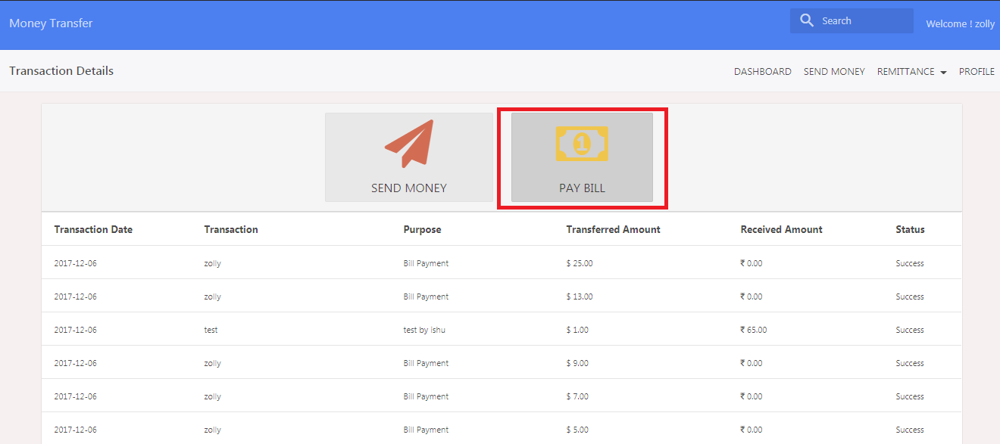 Money Transfer Search Welcome ! zolly
Transaction Details DASHBOARD SEND MONEY REMITTANCE PROFILE
1
SEND MONEY PAY BILL
Transaction Date Transaction Purpose Transferred Amount Received Amount Status
2017-12-06 zolly Bill Payment $ 25.00 ₹ 0.00 Success
2017-12-06 zolly Bill Payment $ 13.00 ₹ 0.00 Success
2017-12-06 test test by ishu $ 1.00 ₹ 65.00 Success
2017-12-06 zolly Bill Payment $ 9.00 ₹ 0.00 Success
2017-12-06 zolly Bill Payment $ 7.00 ₹ 0.00 Success
2017-12-06 zolly Bill Payment $ 5.00 ₹ 0.00 Success